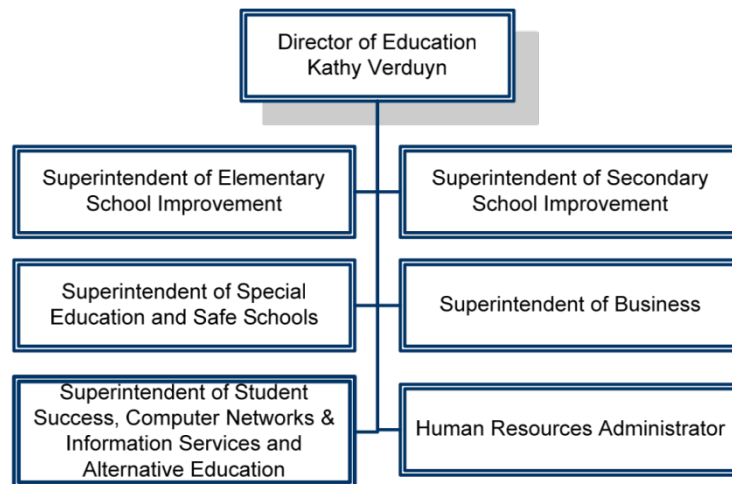 Director of Education
Kathy Verduyn
Superintendent of Elementary
School Improvement
Superintendent of Secondary
School Improvement
Superintendent of Special
Education and Safe Schools
Superintendent of Business
Superintendent of Student
Success, Computer Networks &
Information Services and
Alternative Education
Human Resources Administrator